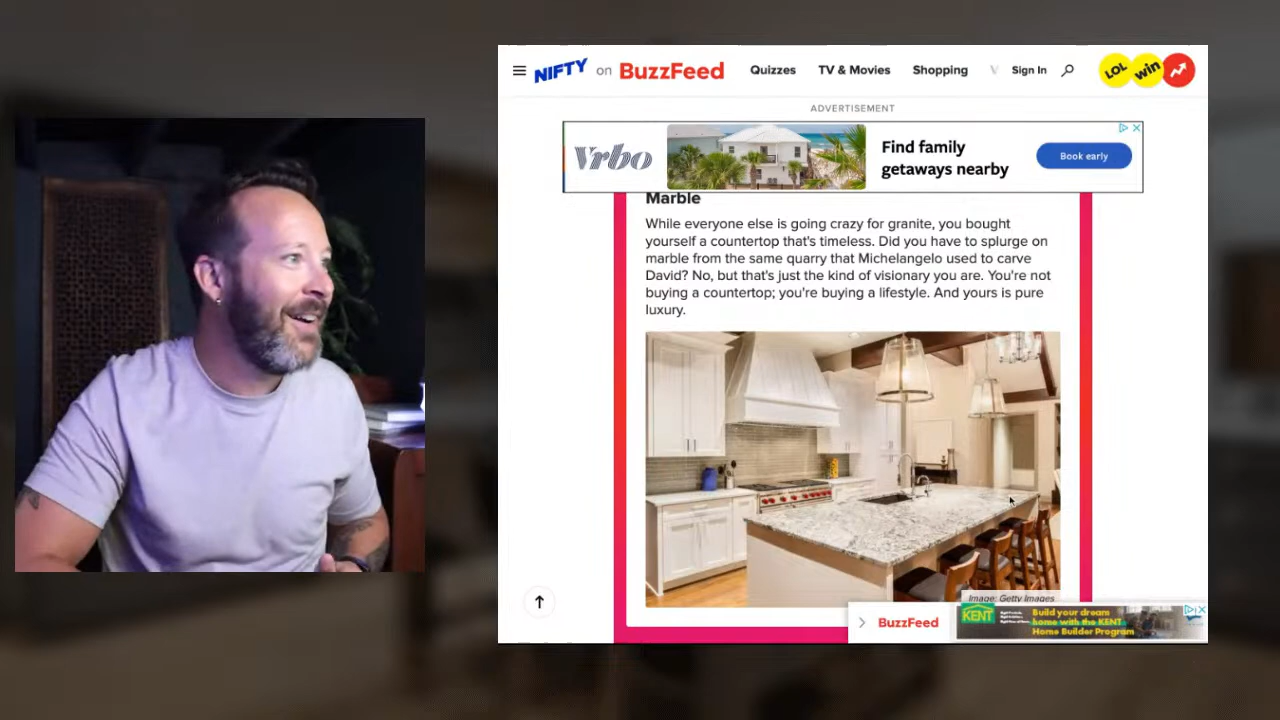 NIFTY on BuzzFeed Quizzes TV & Movies Shopping Sign In LOL win
ADVERTISEMENT
Vrbo
Find family
getaways nearby
Book early
Marble
While everyone else is going crazy for granite, you bought
yourself a countertop that's timeless. Did you have to splurge on
marble from the same quarry that Michelangelo used to carve
David? No, but that's just the kind of visionary you are. You're not
buying a countertop; you're buying a lifestyle. And yours is pure
luxury.
Image: Getty Images
BuzzFeed
KENT
Build your dream
home with the KENT
Home Builder Program